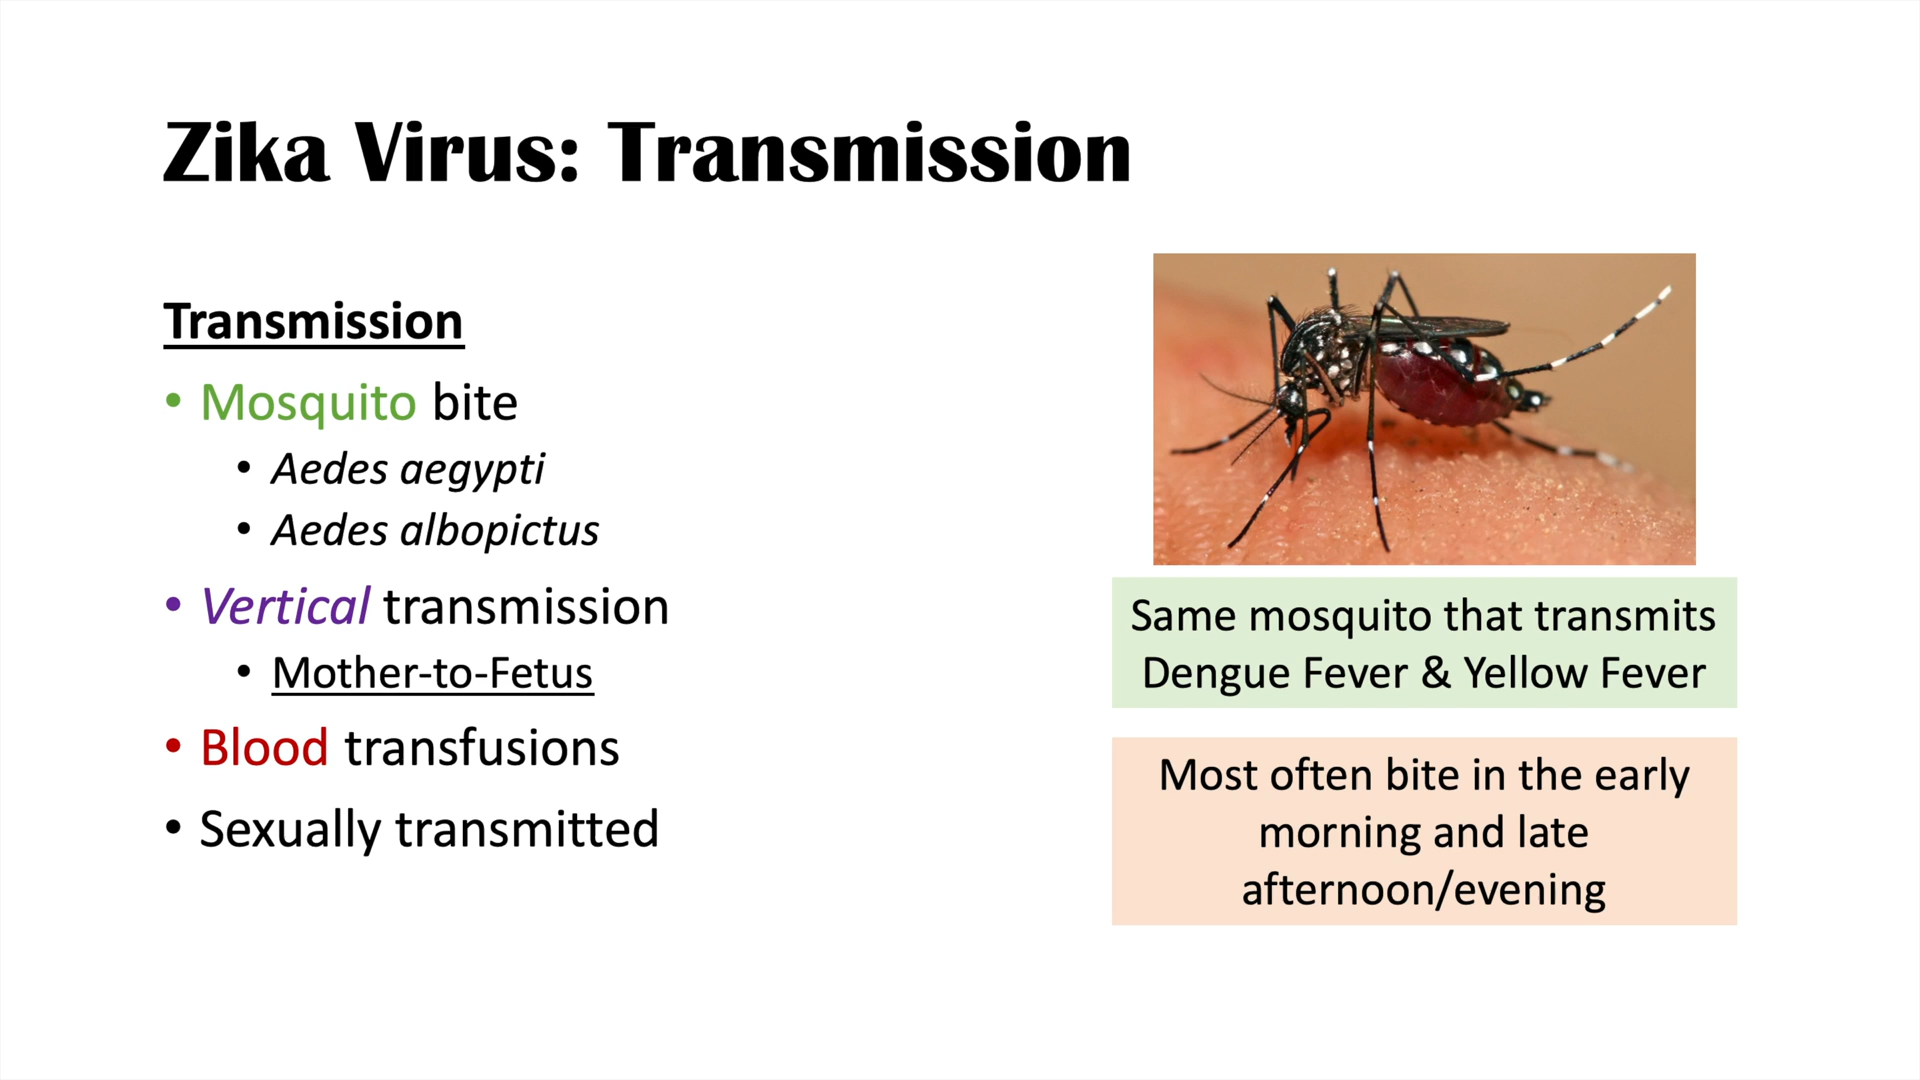 Zika Virus: Transmission
Transmission
• Mosquito bite
• Aedes aegypti
• Aedes albopictus
• Vertical transmission
• Mother-to-Fetus
• Blood transfusions
• Sexually transmitted
Same mosquito that transmits
Dengue Fever & Yellow Fever
Most often bite in the early
morning and late
afternoon/evening